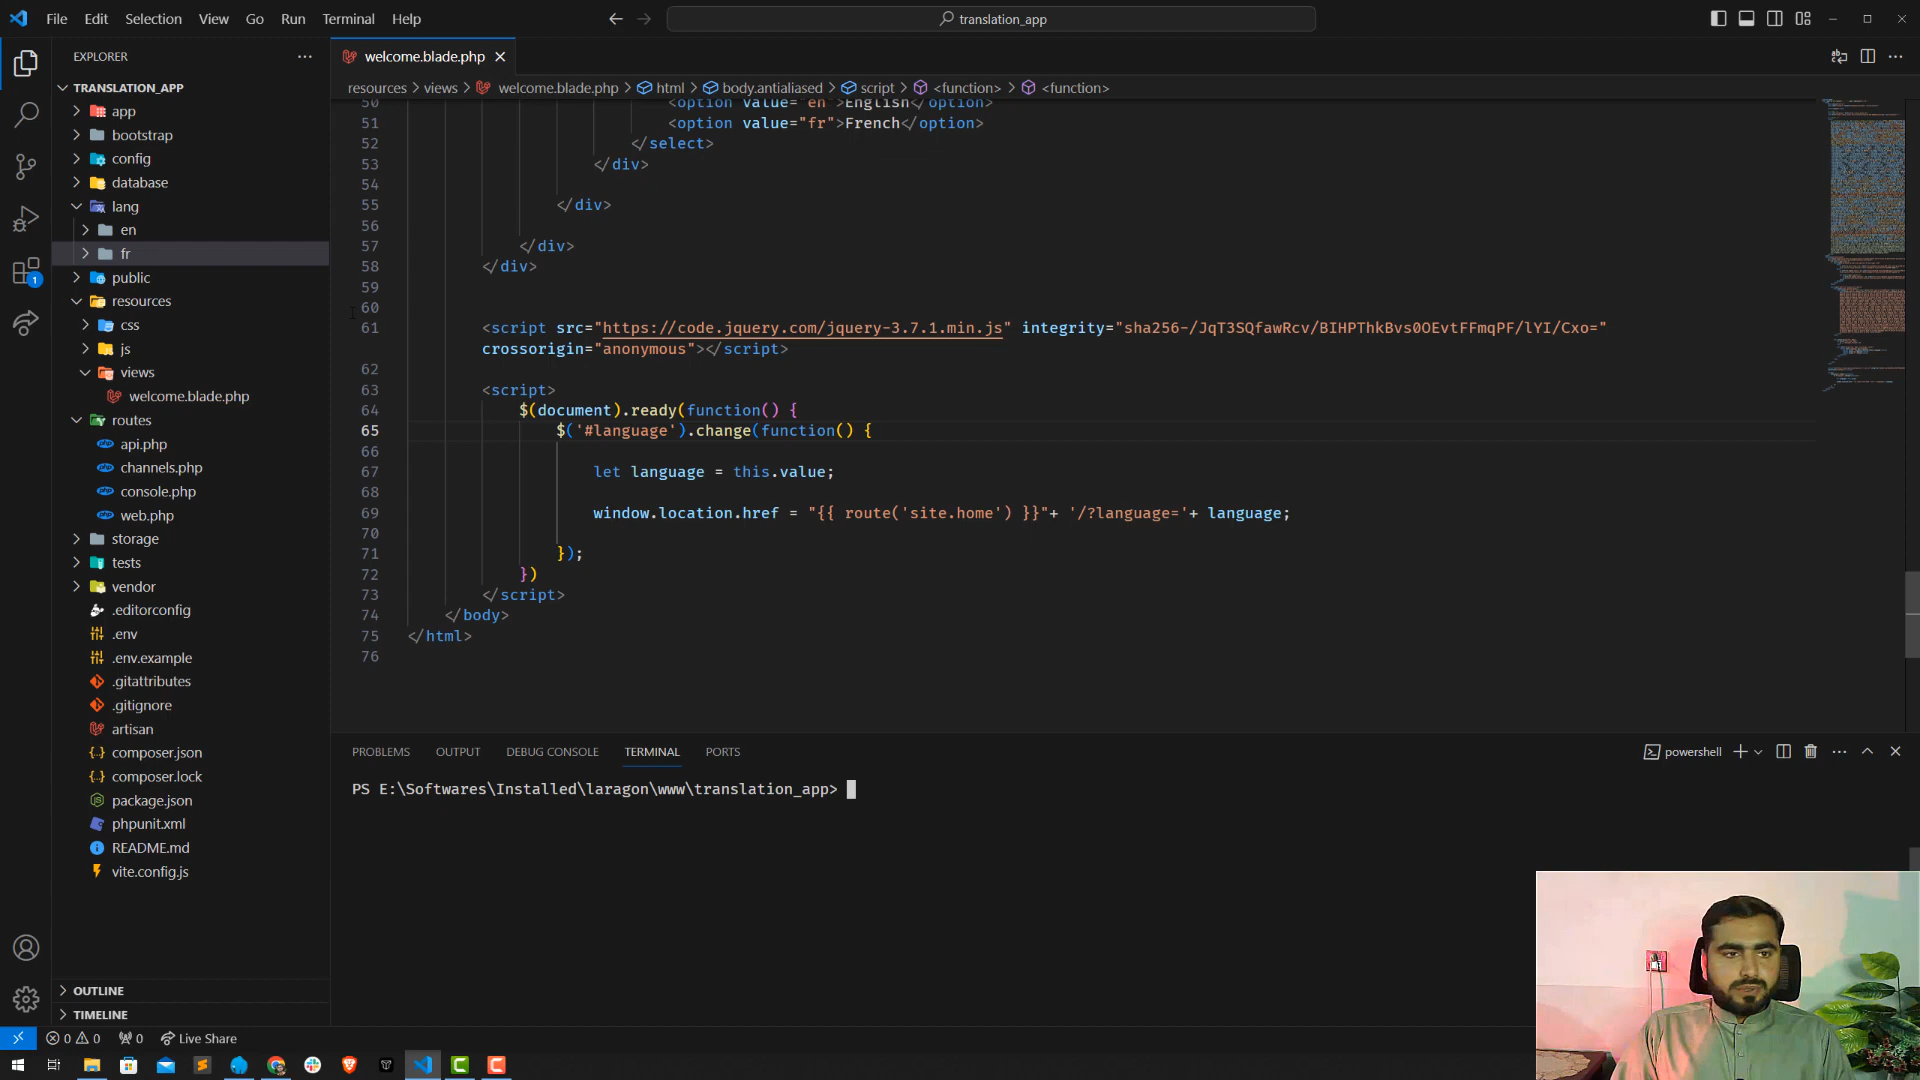 File Edit Selection View Go Run Terminal Help
translation_app
EXPLORER
TRANSLATION_APP
app
bootstrap
config
database
lang
en
fr
public
resources
css
js
views
welcome.blade.php
routes
api.php
channels.php
console.php
web.php
storage
tests
vendor
.editorconfig
.env
.env.example
.gitattributes
.gitignore
artisan
composer.json
composer.lock
package.json
phpunit.xml
README.md
vite.config.js
OUTLINE
TIMELINE
1
welcome.blade.php
resources > views > welcome.blade.php > html > body.antialiased > script > <function> > <function>
50 <option value="en">English</option>
51 <option value="fr">French</option>
52 </select>
53 </div>
54
55 </div>
56
57 </div>
58 </div>
59
60
61 <script src="https://code.jquery.com/jquery-3.7.1.min.js" integrity="sha256-/JqT3SQfawRcv/BIHPThkBvs0OEvtFFmqPF/lYI/Cxo="
crossorigin="anonymous"></script>
62
63 <script>
64 $(document).ready(function() {
65 $('#language').change(function() {
66
67 let language = this.value;
68
69 window.location.href = "{{ route('site.home') }}"+ '/?language='+ language;
70
71 });
72 })
73 </script>
74 </body>
75 </html>
76
PROBLEMS OUTPUT DEBUG CONSOLE TERMINAL PORTS
powershell
PS E:\Softwares\Installed\laragon\www\translation_app>
0 0 0 Live Share